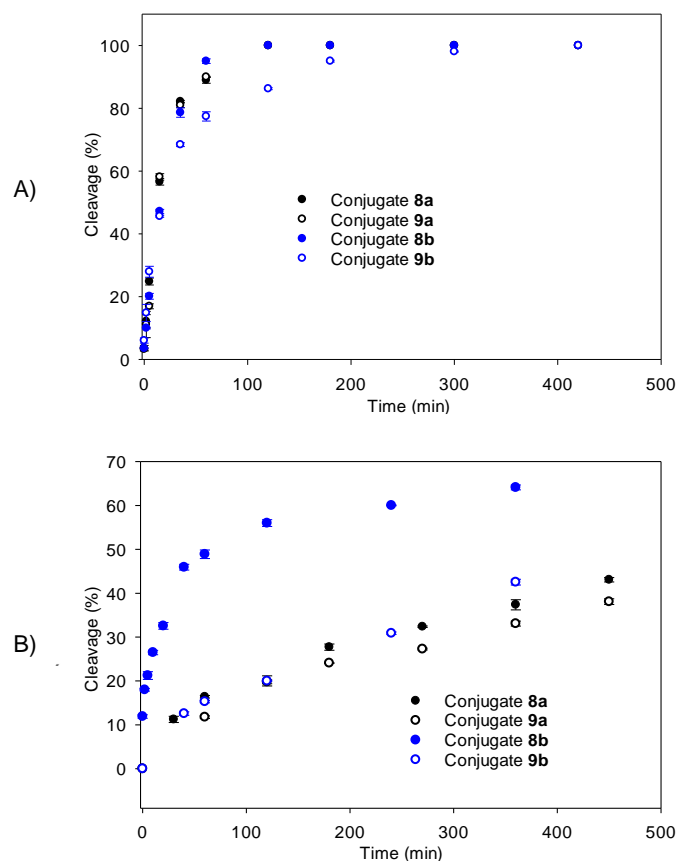 A)
Cleavage (%)
100
80
60
40
20
0
Conjugate 8a
Conjugate 9a
Conjugate 8b
Conjugate 9b
0 100 200 300 400 500
Time (min)
B)
Cleavage (%)
70
60
50
40
30
20
10
0
Conjugate 8a
Conjugate 9a
Conjugate 8b
Conjugate 9b
0 100 200 300 400 500
Time (min)